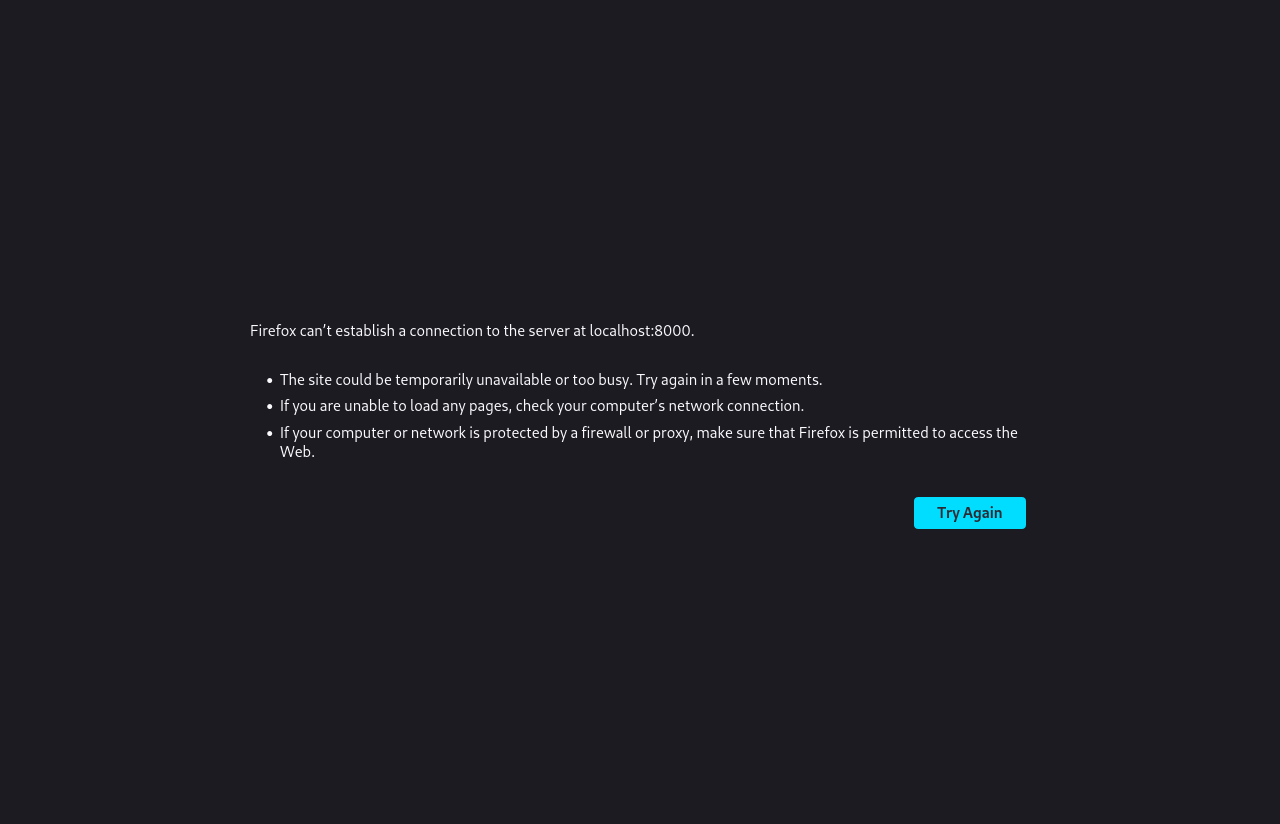 Firefox can’t establish a connection to the server at localhost:8000.
• The site could be temporarily unavailable or too busy. Try again in a few moments.
• If you are unable to load any pages, check your computer’s network connection.
• If your computer or network is protected by a firewall or proxy, make sure that Firefox is permitted to access the
Web.
Try Again